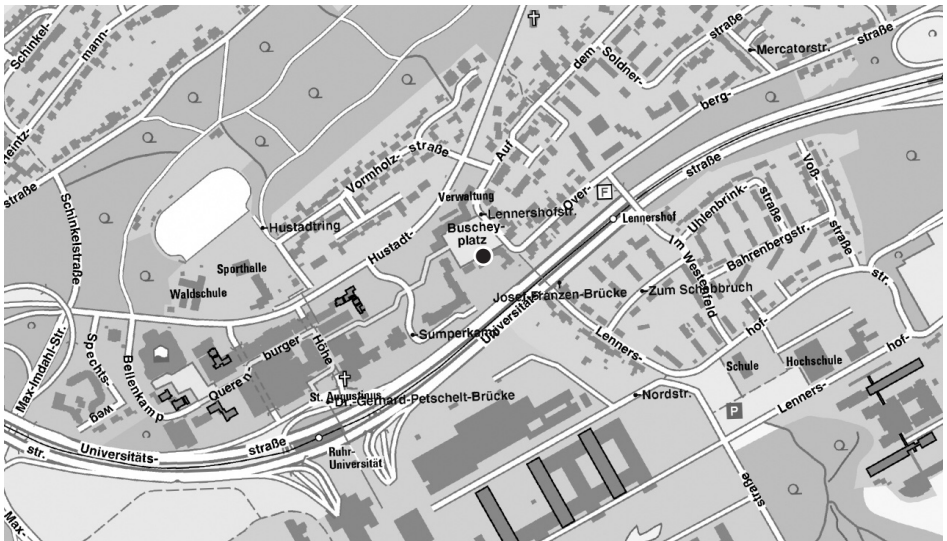 Schinkel-
mann-
Heintz-
straße
Schinkelstraße
Auf
dem
Soldner-
straße
Mercatorstr.
berg-
straße
Vormholz-
straße
Hustadtring
Verwaltung
Lennershofstr.
Buschey-
platz
Over-
F
Lennershof
straße
Uhlenbrink-
straße
Voß-
straße
Bahrenbergstr.
Im Westenfeld
Zum Schebbruch
str.
Sporthalle
Waldschule
Hustadt-
Josef-Franzen-Brücke
Universitäts-
Lenners-
hof-
Sumperkamp
Max-Imdahl-Str.
Spechts-
weg
Beilenkamp
Queren-
burger
Höhe
St. Augustinus
Dr.-Gerhard-Petschelt-Brücke
Schule
Hochschule
Lenners-
hof-
Nordstr.
P
str.
Universitäts-
straße
Ruhr-
Universität
straße
Max-